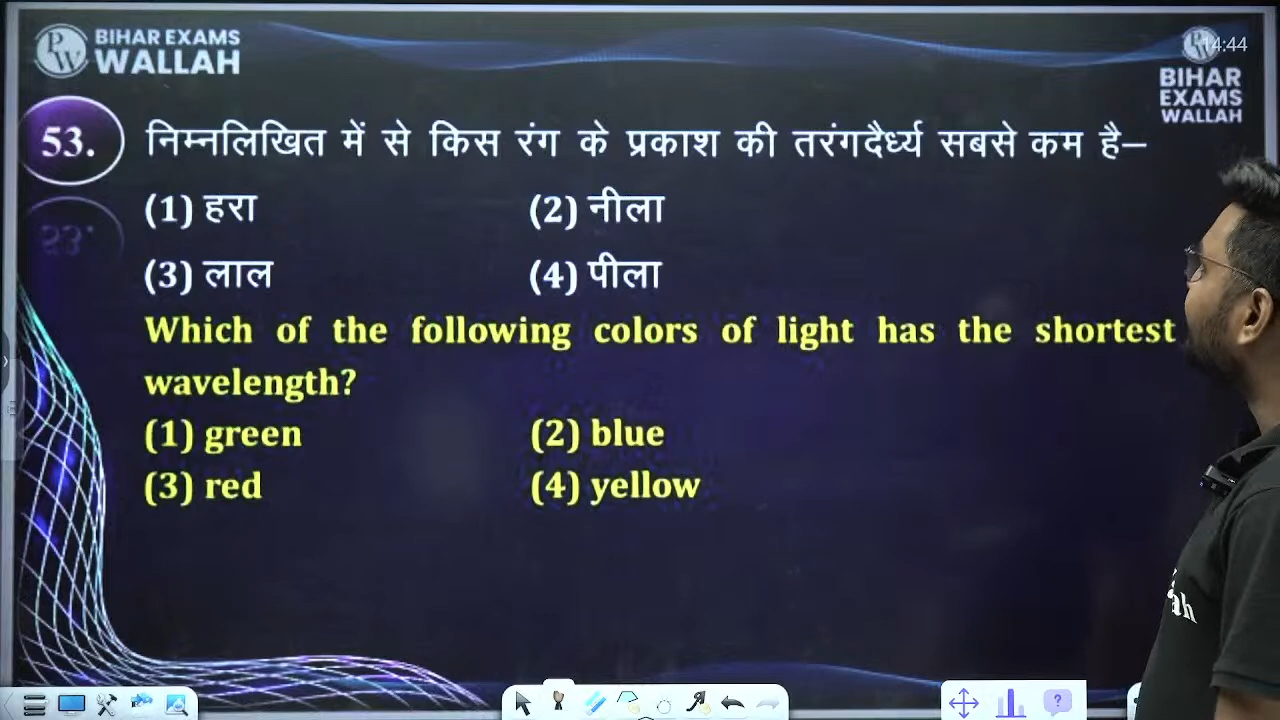 BIHAR EXAMS
WALLAH
14:44
BIHAR
EXAMS
WALLAH
53. निम्नलिखित में से किस रंग के प्रकाश की तरंगदैर्ध्य सबसे कम है–
(1) हरा (2) नीला
(3) लाल (4) पीला
Which of the following colors of light has the shortest
wavelength?
(1) green (2) blue
(3) red (4) yellow